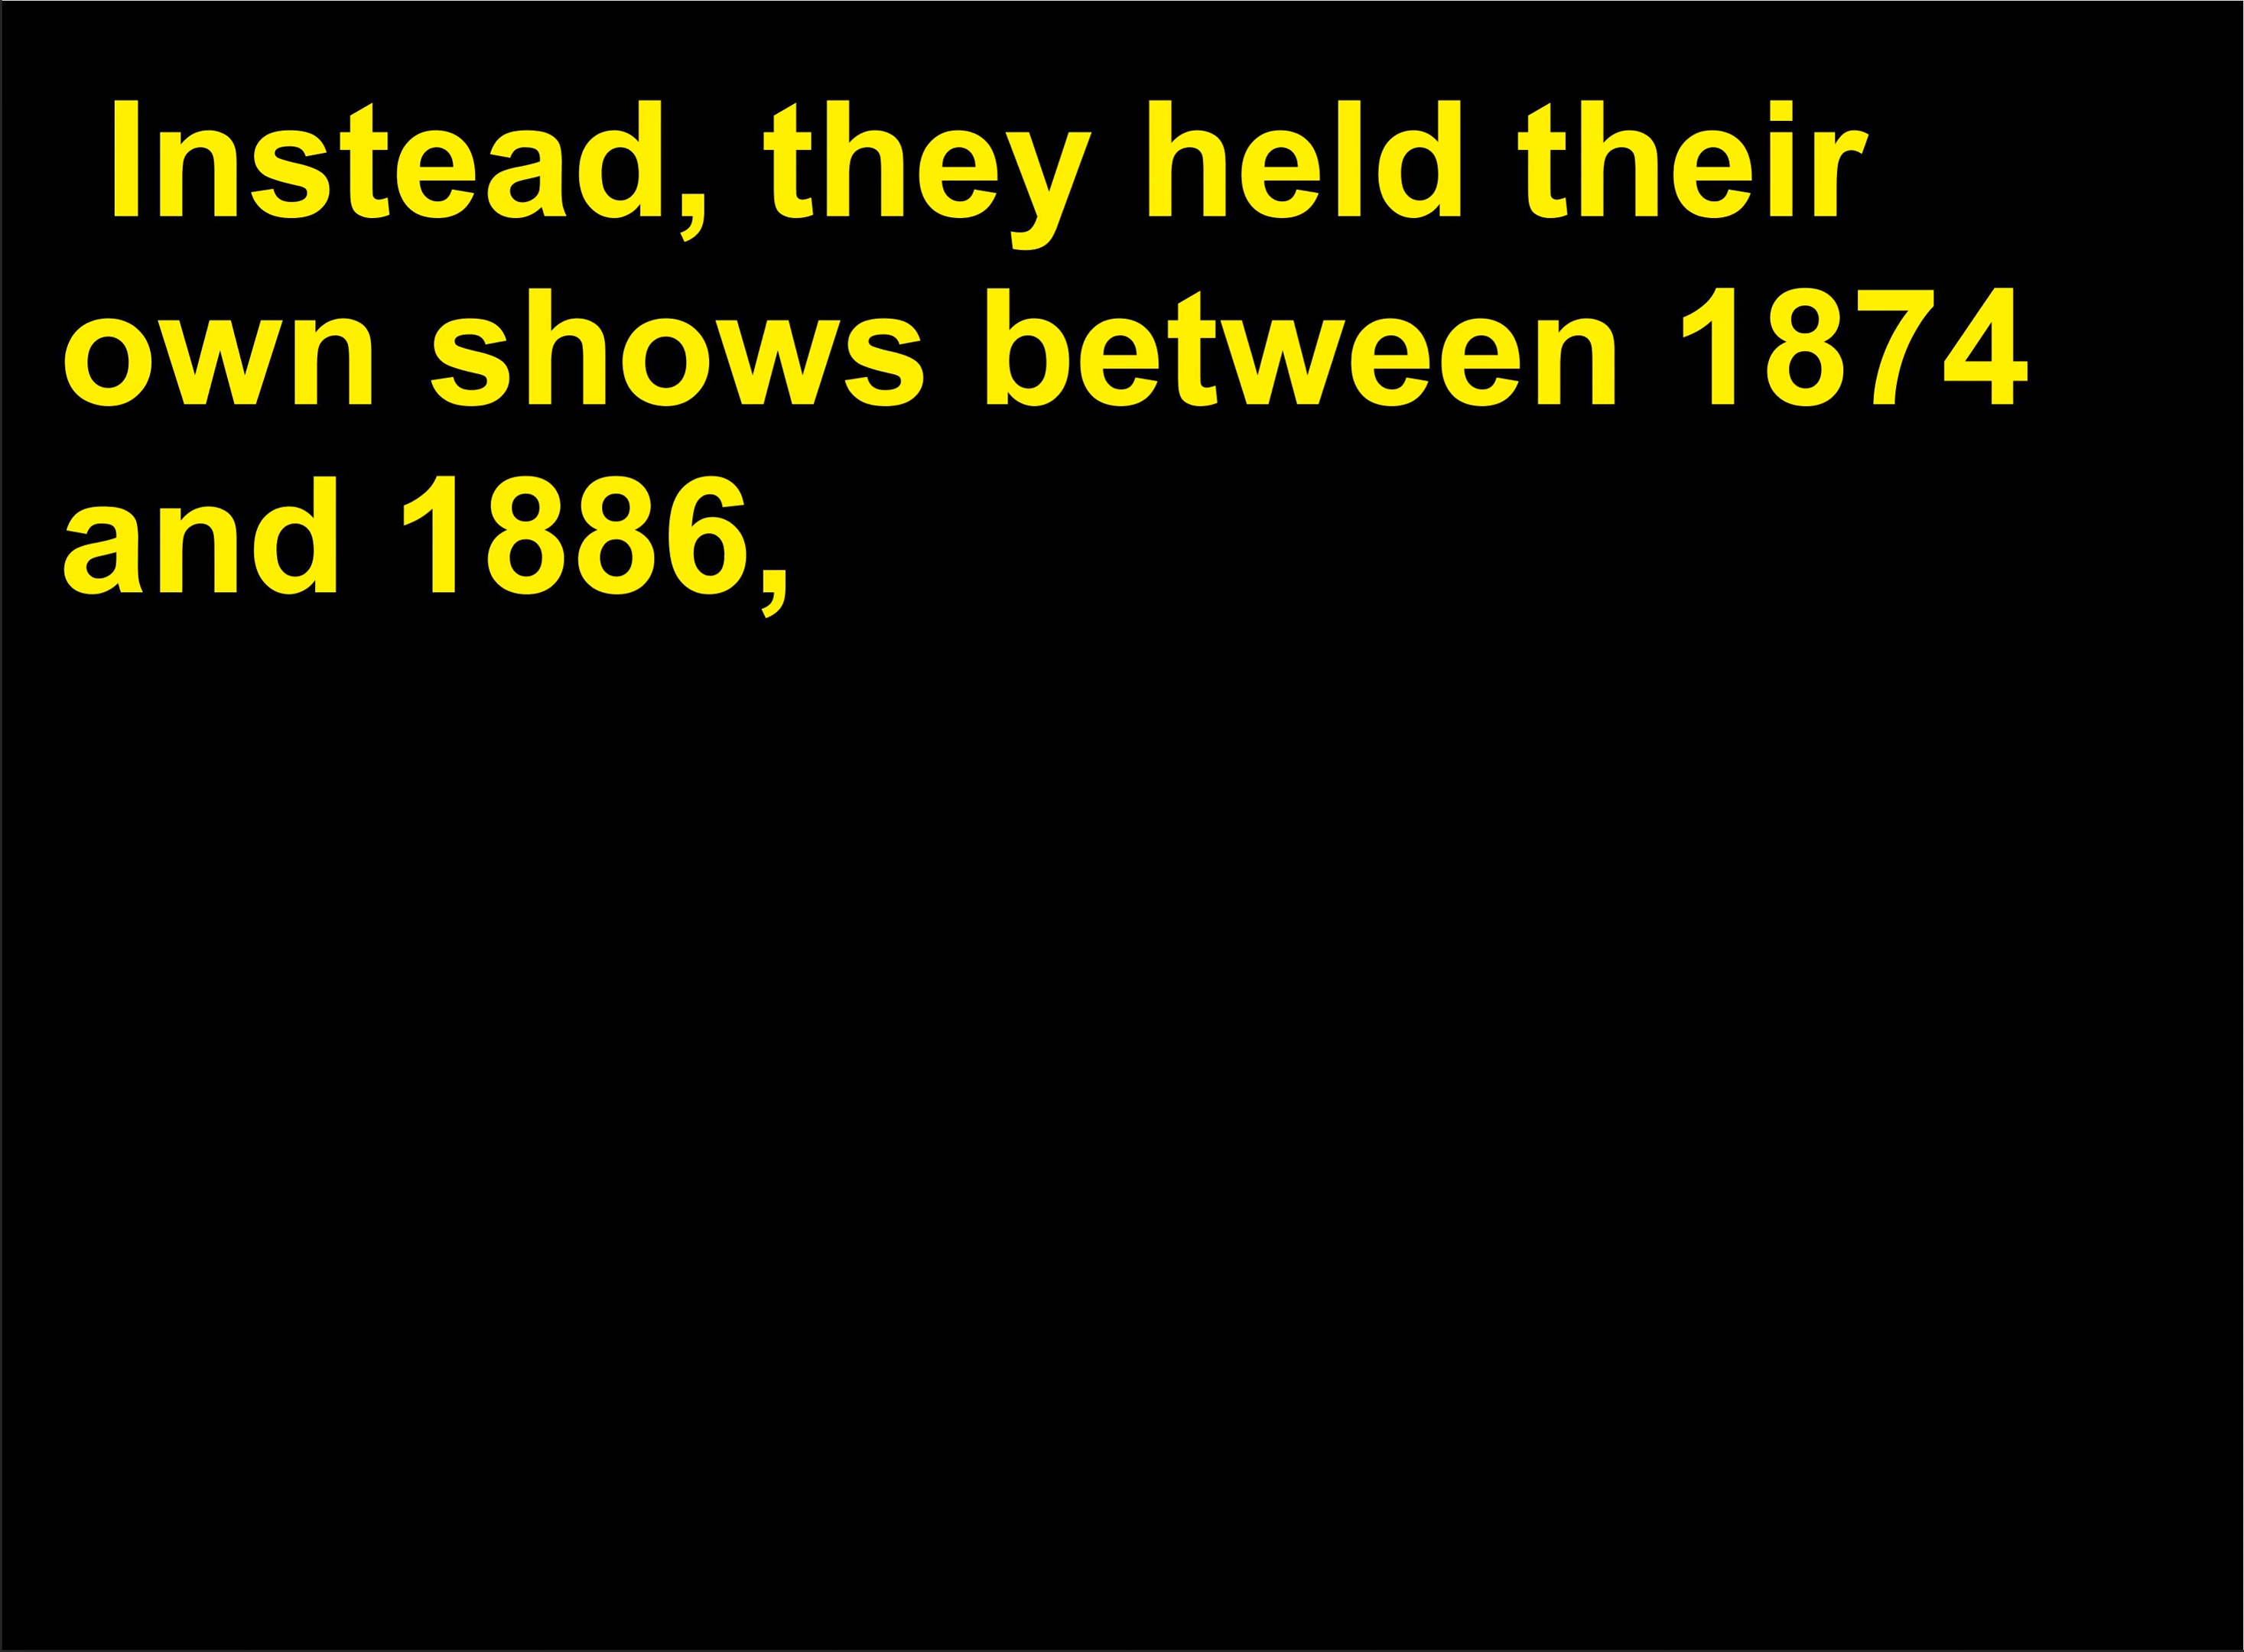 Instead, they held their
own shows between 1874
and 1886,